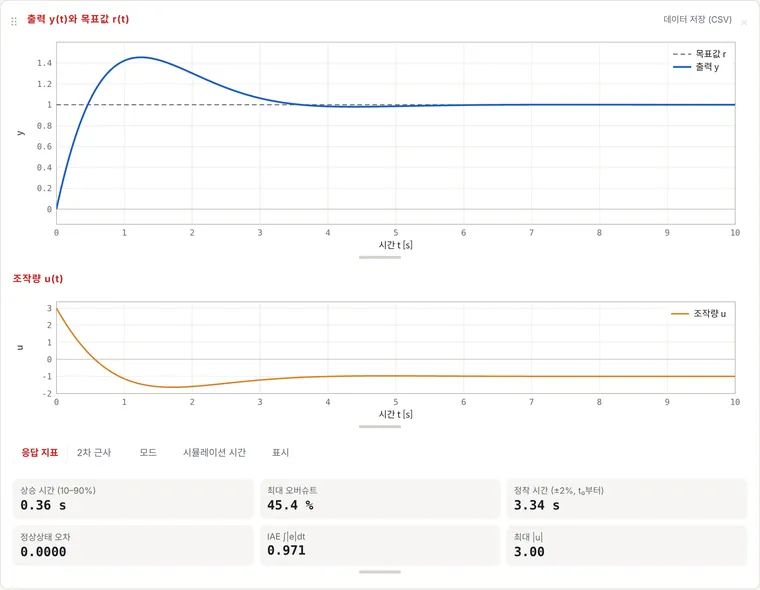 출력 y(t)와 목표값 r(t)
데이터 저장 (CSV)
목표값 r
출력 y
1.4
1.2
1
0.8
0.6
0.4
0.2
0
y
0 1 2 3 4 5 6 7 8 9 10
시간 t [s]
조작량 u(t)
조작량 u
3
2
1
0
-1
-2
u
0 1 2 3 4 5 6 7 8 9 10
시간 t [s]
응답 지표 2차 근사 모드 시뮬레이션 시간 표시
상승 시간 (10–90%)
0.36 s
최대 오버슈트
45.4 %
정착 시간 (±2%, t₀부터)
3.34 s
정상상태 오차
0.0000
IAE ∫|e|dt
0.971
최대 |u|
3.00